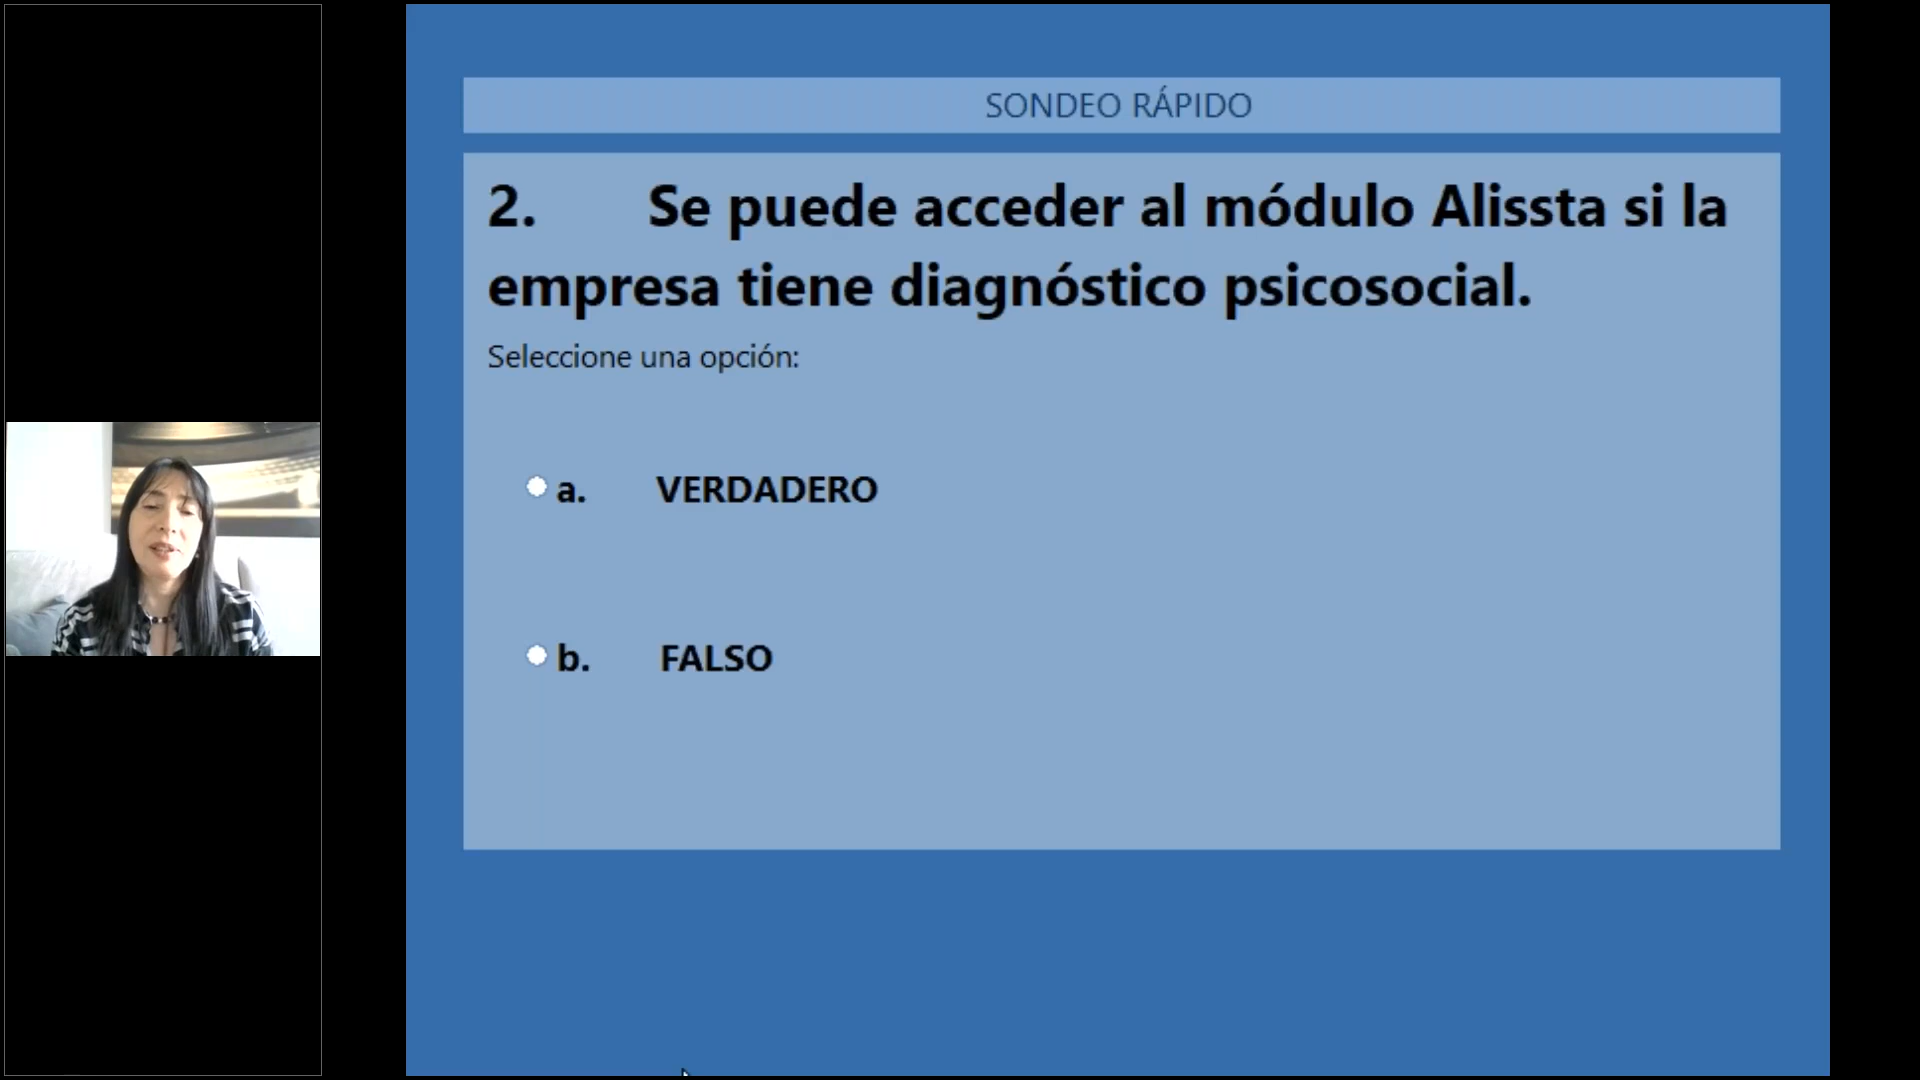 SONDEO RÁPIDO
2. Se puede acceder al módulo Alissta si la
empresa tiene diagnóstico psicosocial.
Seleccione una opción:
a. VERDADERO
b. FALSO